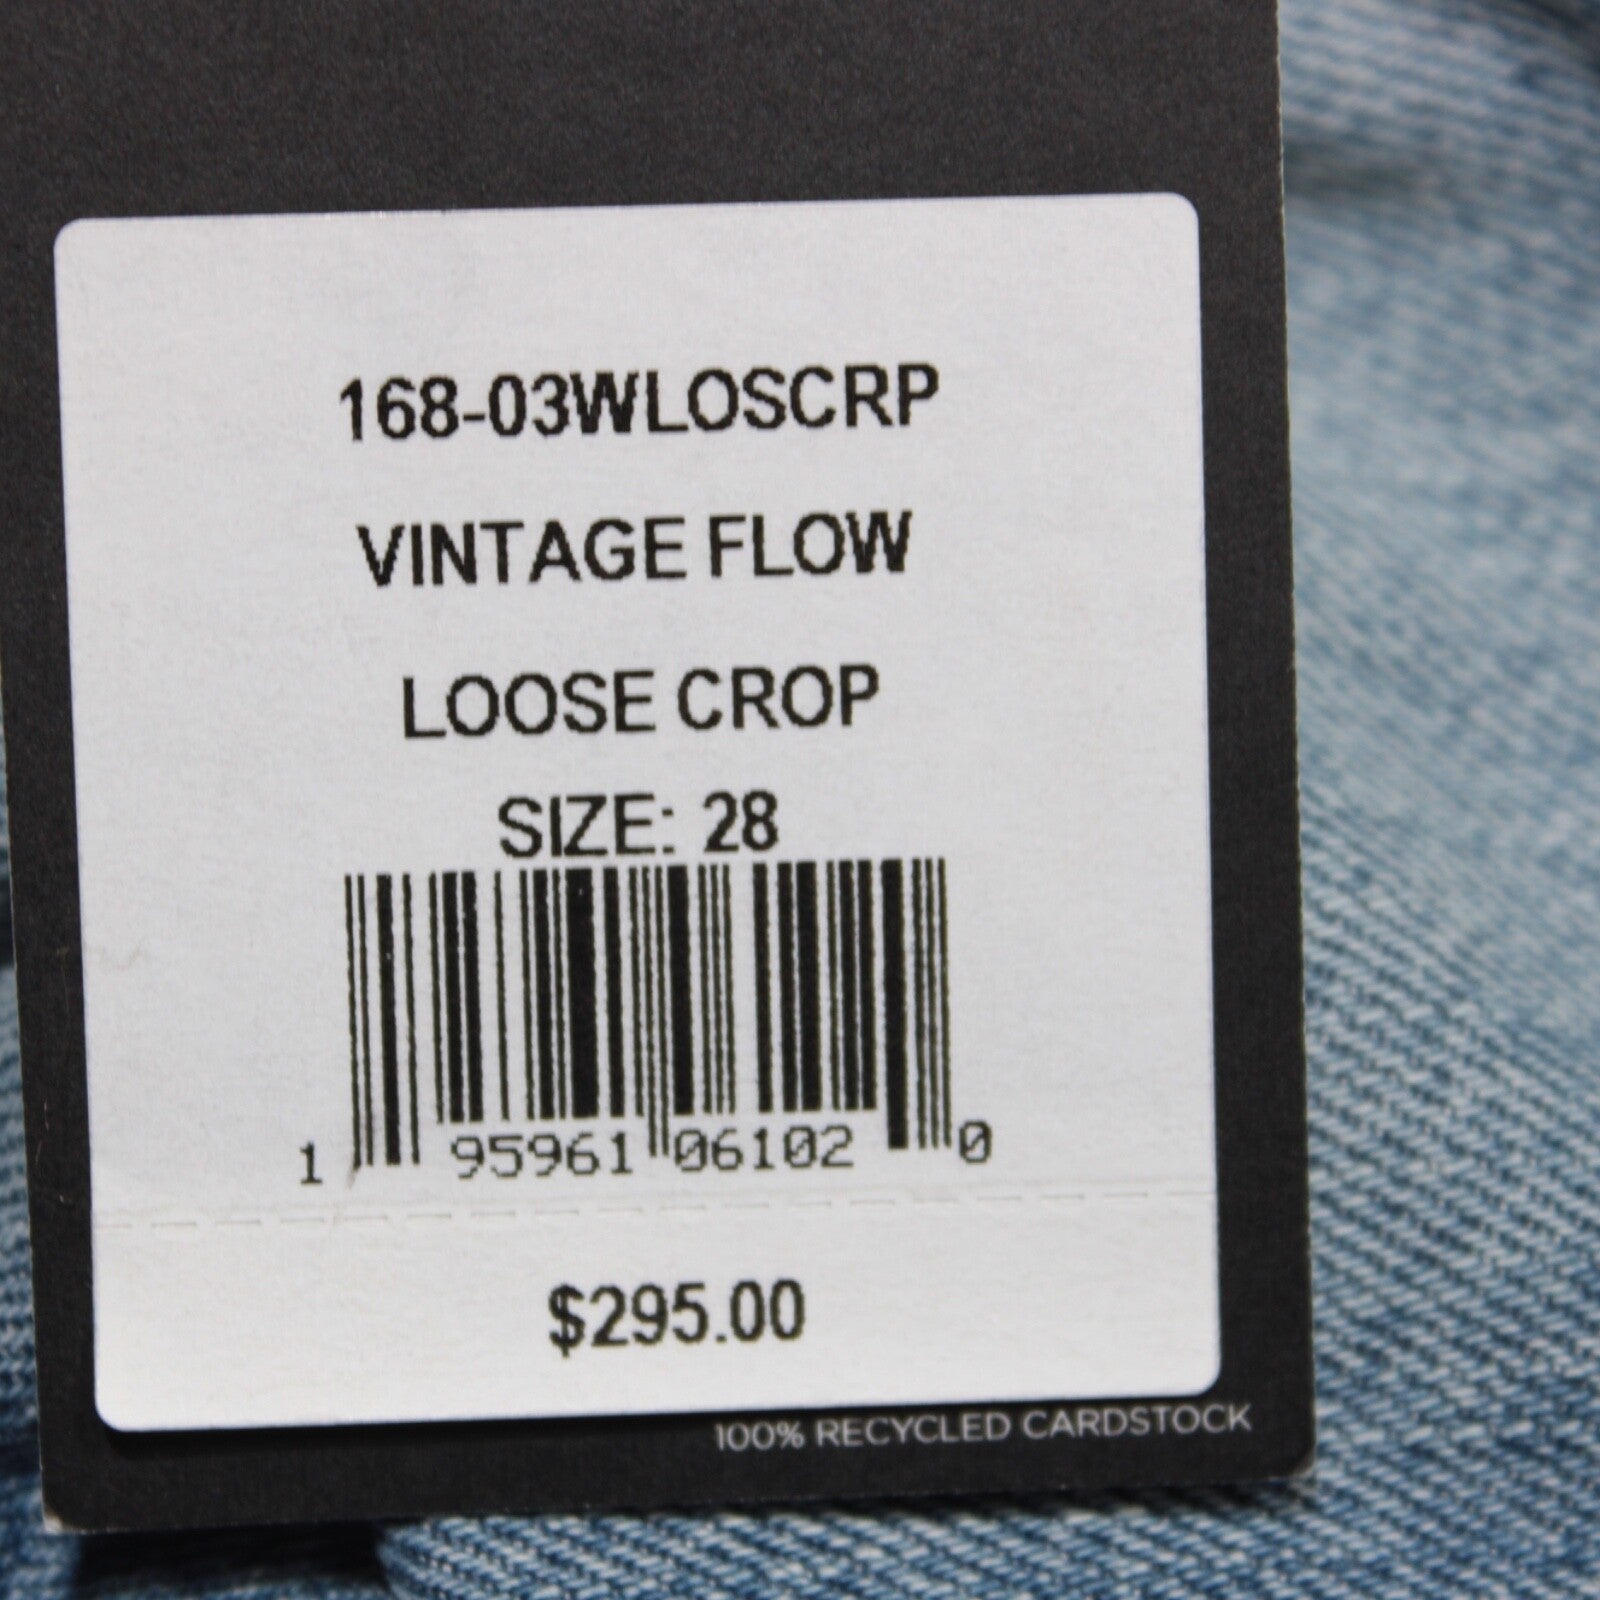 168-03WLOSCRP
VINTAGE FLOW
LOOSE CROP
SIZE: 28
1 95961 06102 0
$295.00
100% RECYCLED CARDSTOCK